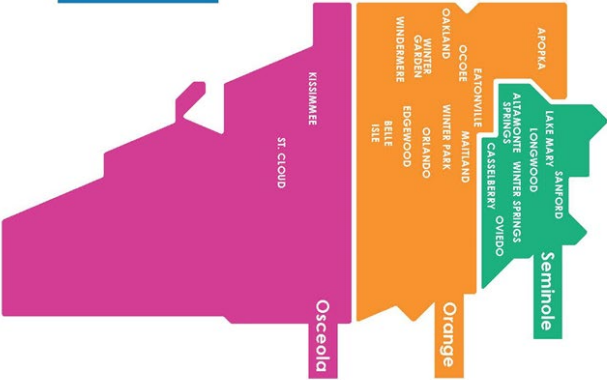 APOPKA
LAKE MARY
SANFORD
LONGWOOD
ALTAMONTE
SPRINGS
WINTER SPRINGS
OVIEDO
CASSELBERRY
Seminole
OAKLAND
OCOEE
EATONVILLE
MAITLAND
WINTER
GARDEN
WINTER PARK
WINDERMERE
ORLANDO
EDGEWOOD
BELLE
ISLE
Orange
KISSIMMEE
ST. CLOUD
Osceola